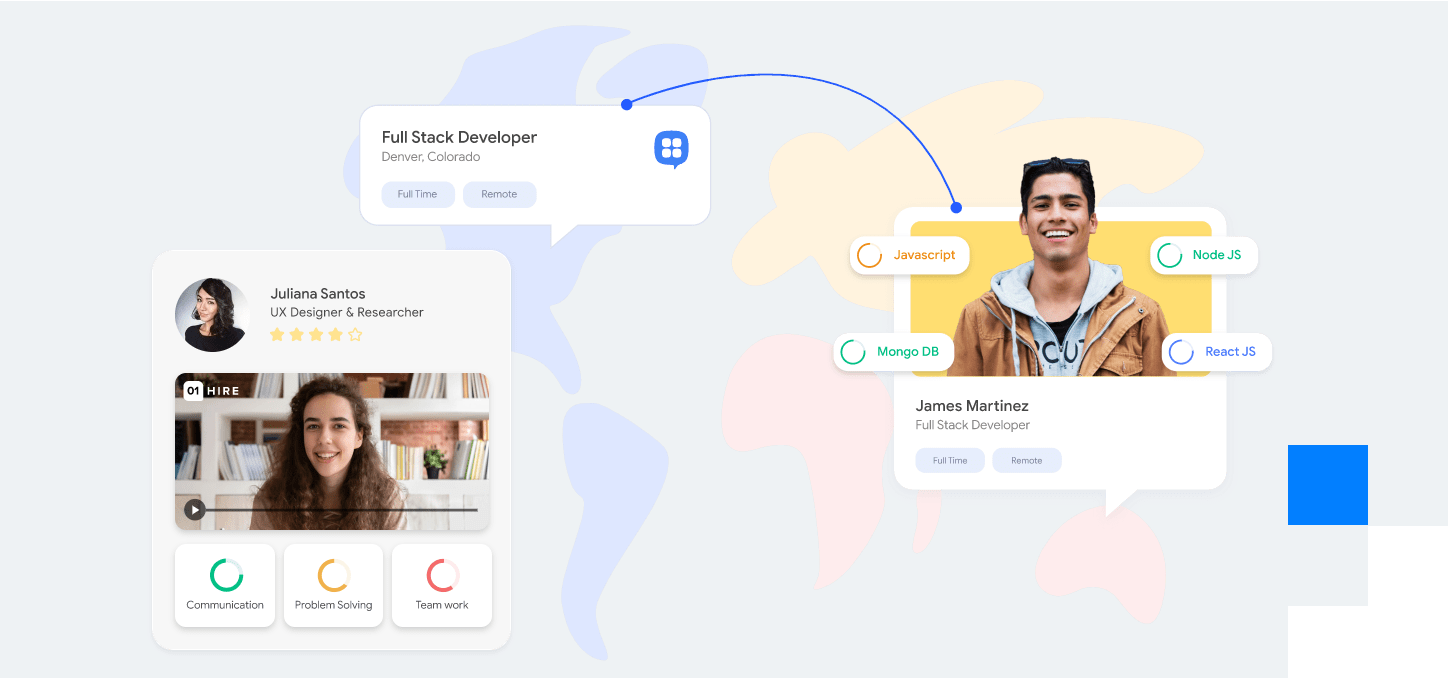 Full Stack Developer
Denver, Colorado
Full Time
Remote
Juliana Santos
UX Designer & Researcher
01 HIRE
Communication
Problem Solving
Team work
Javascript
Node JS
Mongo DB
React JS
James Martinez
Full Stack Developer
Full Time
Remote